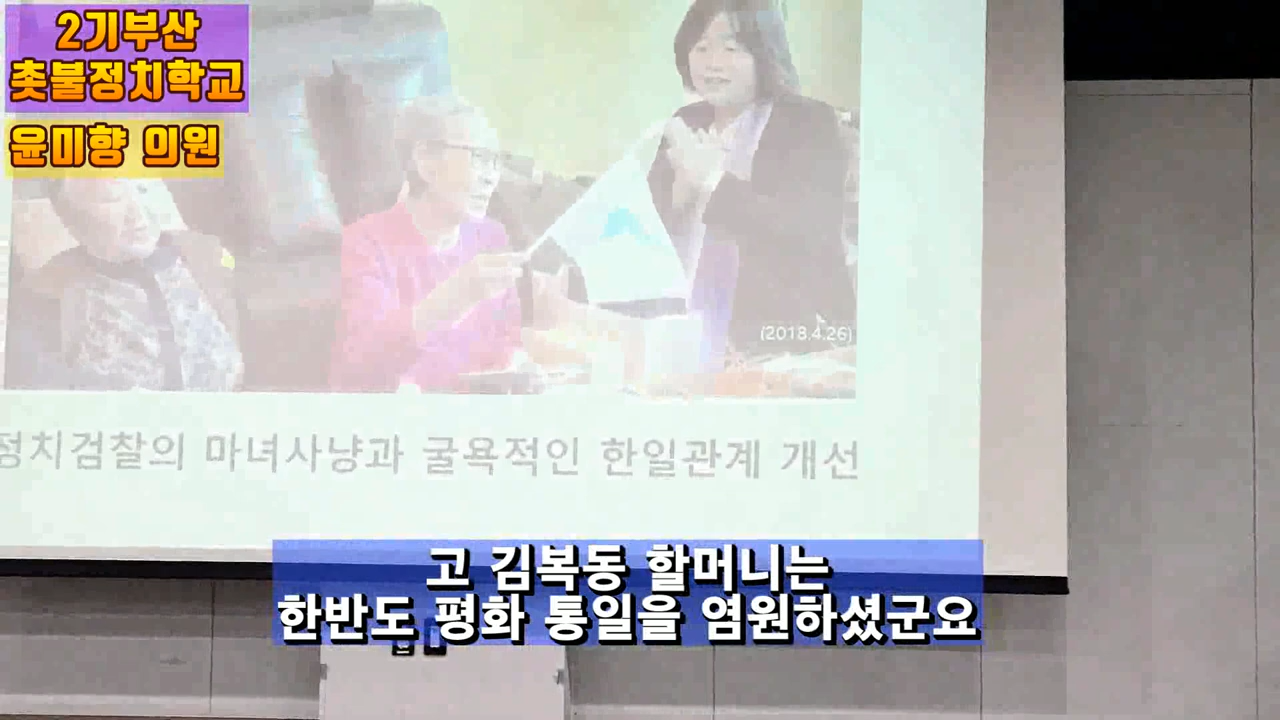 2기부산
촛불정치학교
윤미향 의원
(2018.4.26)
정치검찰의 마녀사냥과 굴욕적인 한일관계 개선
고 김복동 할머니는
한반도 평화 통일을 염원하셨군요